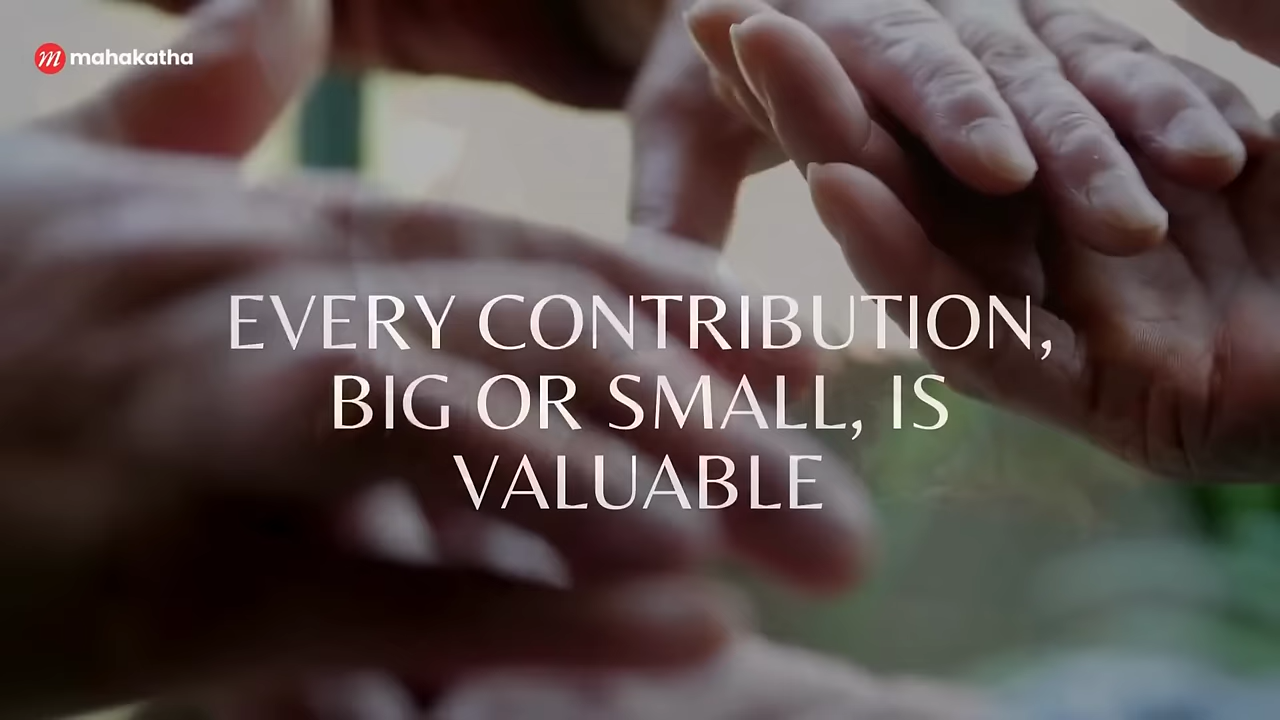 mahakatha
EVERY CONTRIBUTION,
BIG OR SMALL, IS
VALUABLE